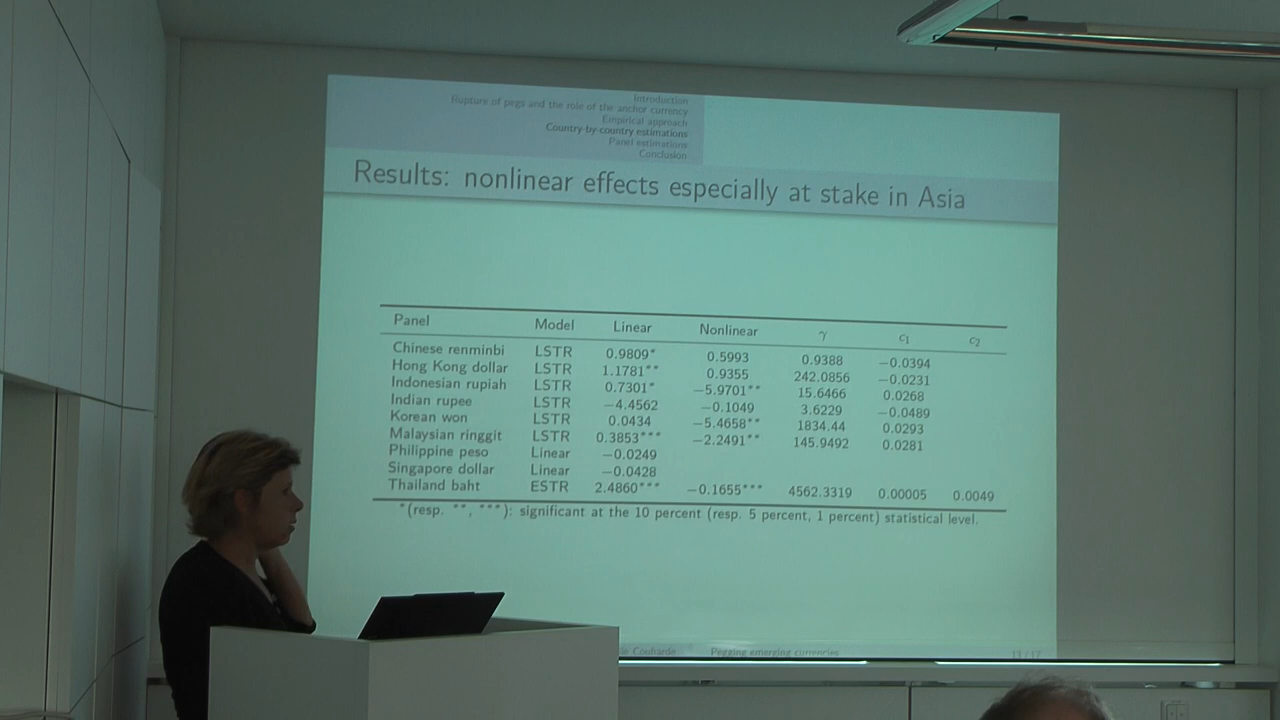 Introduction
Rupture of pegs and the role of the anchor currency
Empirical approach
Country-by-country estimations
Panel estimations
Conclusion
Results: nonlinear effects especially at stake in Asia
Panel Model Linear Nonlinear γ c₁ c₂
Chinese renminbi LSTR 0.9809* 0.5993 0.9388 −0.0394
Hong Kong dollar LSTR 1.1781** 0.9355 242.0856 −0.0231
Indonesian rupiah LSTR 0.7301* −5.9701** 15.6466 0.0268
Indian rupee LSTR −4.4562 −0.1049 3.6229 −0.0489
Korean won LSTR 0.0434 −5.4658** 1834.44 0.0293
Malaysian ringgit LSTR 0.3853*** −2.2491** 145.9492 0.0281
Philippine peso Linear −0.0249
Singapore dollar Linear −0.0428
Thailand baht ESTR 2.4860*** −0.1655*** 4562.3319 0.00005 0.0049
*(resp. **, ***): significant at the 10 percent (resp. 5 percent, 1 percent) statistical level.
Couharde Pegging emerging currencies 13 / 17